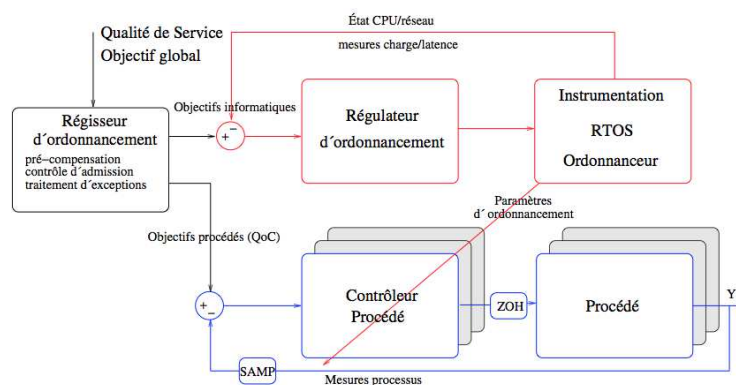 État CPU/réseau
Qualité de Service
Objectif global
mesures charge/latence
Régisseur
d´ordonnancement
pré-compensation
contrôle d´admission
traitement d´exceptions
Objectifs informatiques
+
-
Régulateur
d´ordonnancement
Instrumentation
RTOS
Ordonnanceur
Paramètres
d´ ordonnancement
Objectifs procédés (QoC)
+
-
Contrôleur
Procédé
ZOH
Procédé
Y
SAMP
Mesures processus